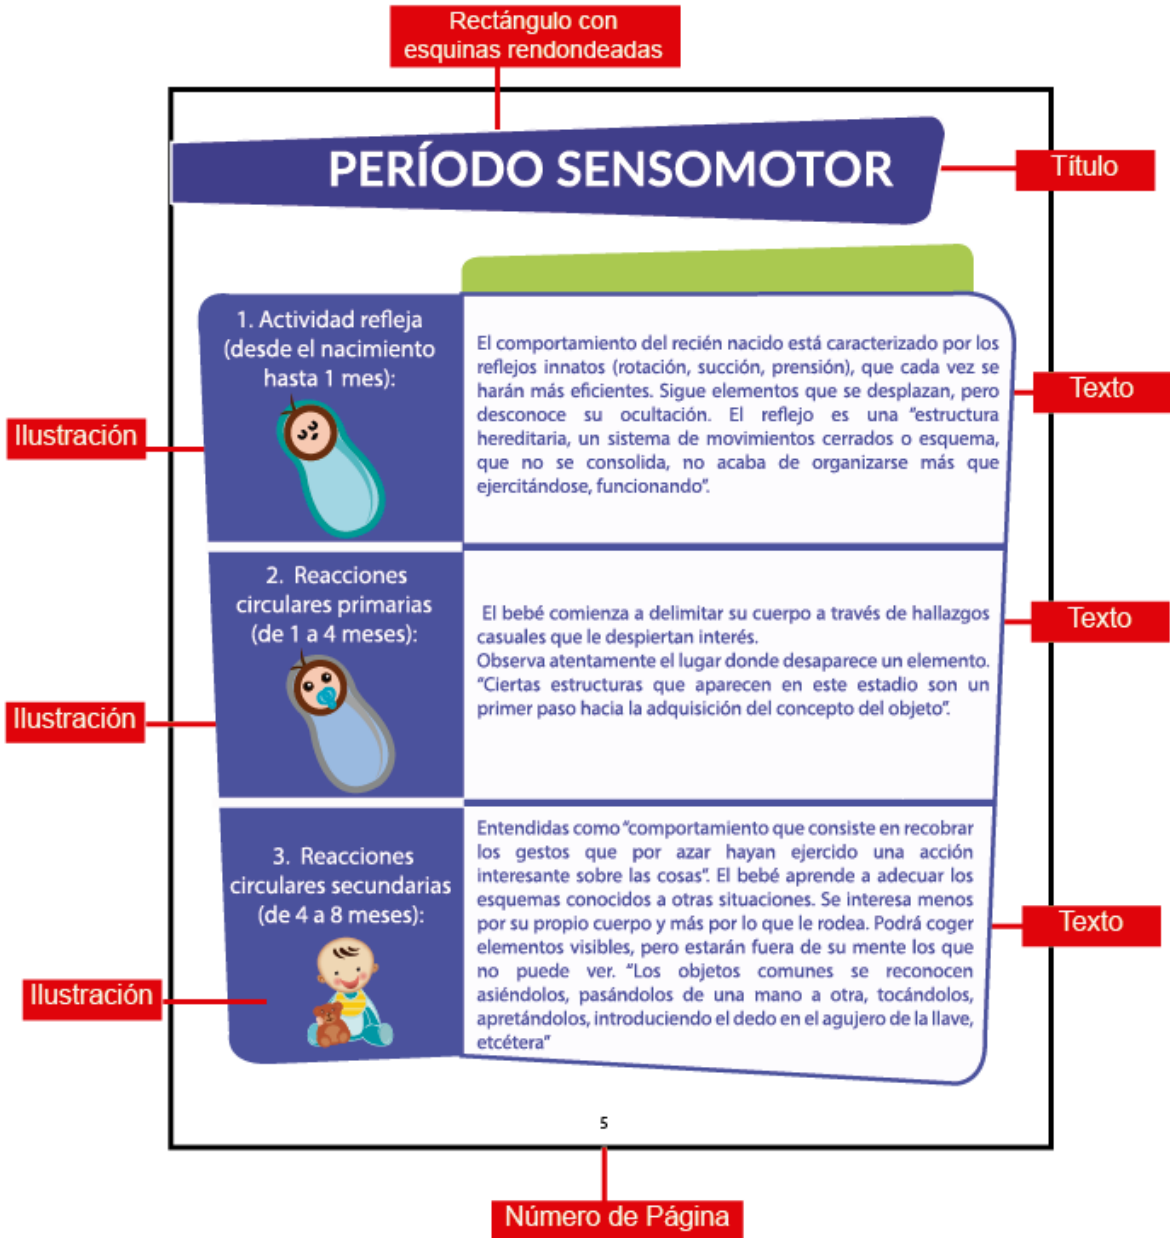 Rectángulo con
esquinas rendondeadas
PERÍODO SENSOMOTOR
Título
1. Actividad refleja
(desde el nacimiento
hasta 1 mes):
El comportamiento del recién nacido está caracterizado por los
reflejos innatos (rotación, succión, prensión), que cada vez se
harán más eficientes. Sigue elementos que se desplazan, pero
desconoce su ocultación. El reflejo es una “estructura
hereditaria, un sistema de movimientos cerrados o esquema,
que no se consolida, no acaba de organizarse más que
ejercitándose, funcionando”.
Texto
Ilustración
2. Reacciones
circulares primarias
(de 1 a 4 meses):
El bebé comienza a delimitar su cuerpo a través de hallazgos
casuales que le despiertan interés.
Observa atentamente el lugar donde desaparece un elemento.
“Ciertas estructuras que aparecen en este estadio son un
primer paso hacia la adquisición del concepto del objeto”.
Texto
Ilustración
3. Reacciones
circulares secundarias
(de 4 a 8 meses):
Entendidas como “comportamiento que consiste en recobrar
los gestos que por azar hayan ejercido una acción
interesante sobre las cosas”. El bebé aprende a adecuar los
esquemas conocidos a otras situaciones. Se interesa menos
por su propio cuerpo y más por lo que le rodea. Podrá coger
elementos visibles, pero estarán fuera de su mente los que
no puede ver. “Los objetos comunes se reconocen
asiéndolos, pasándolos de una mano a otra, tocándolos,
apretándolos, introduciendo el dedo en el agujero de la llave,
etcétera”
Texto
Ilustración
5
Número de Página